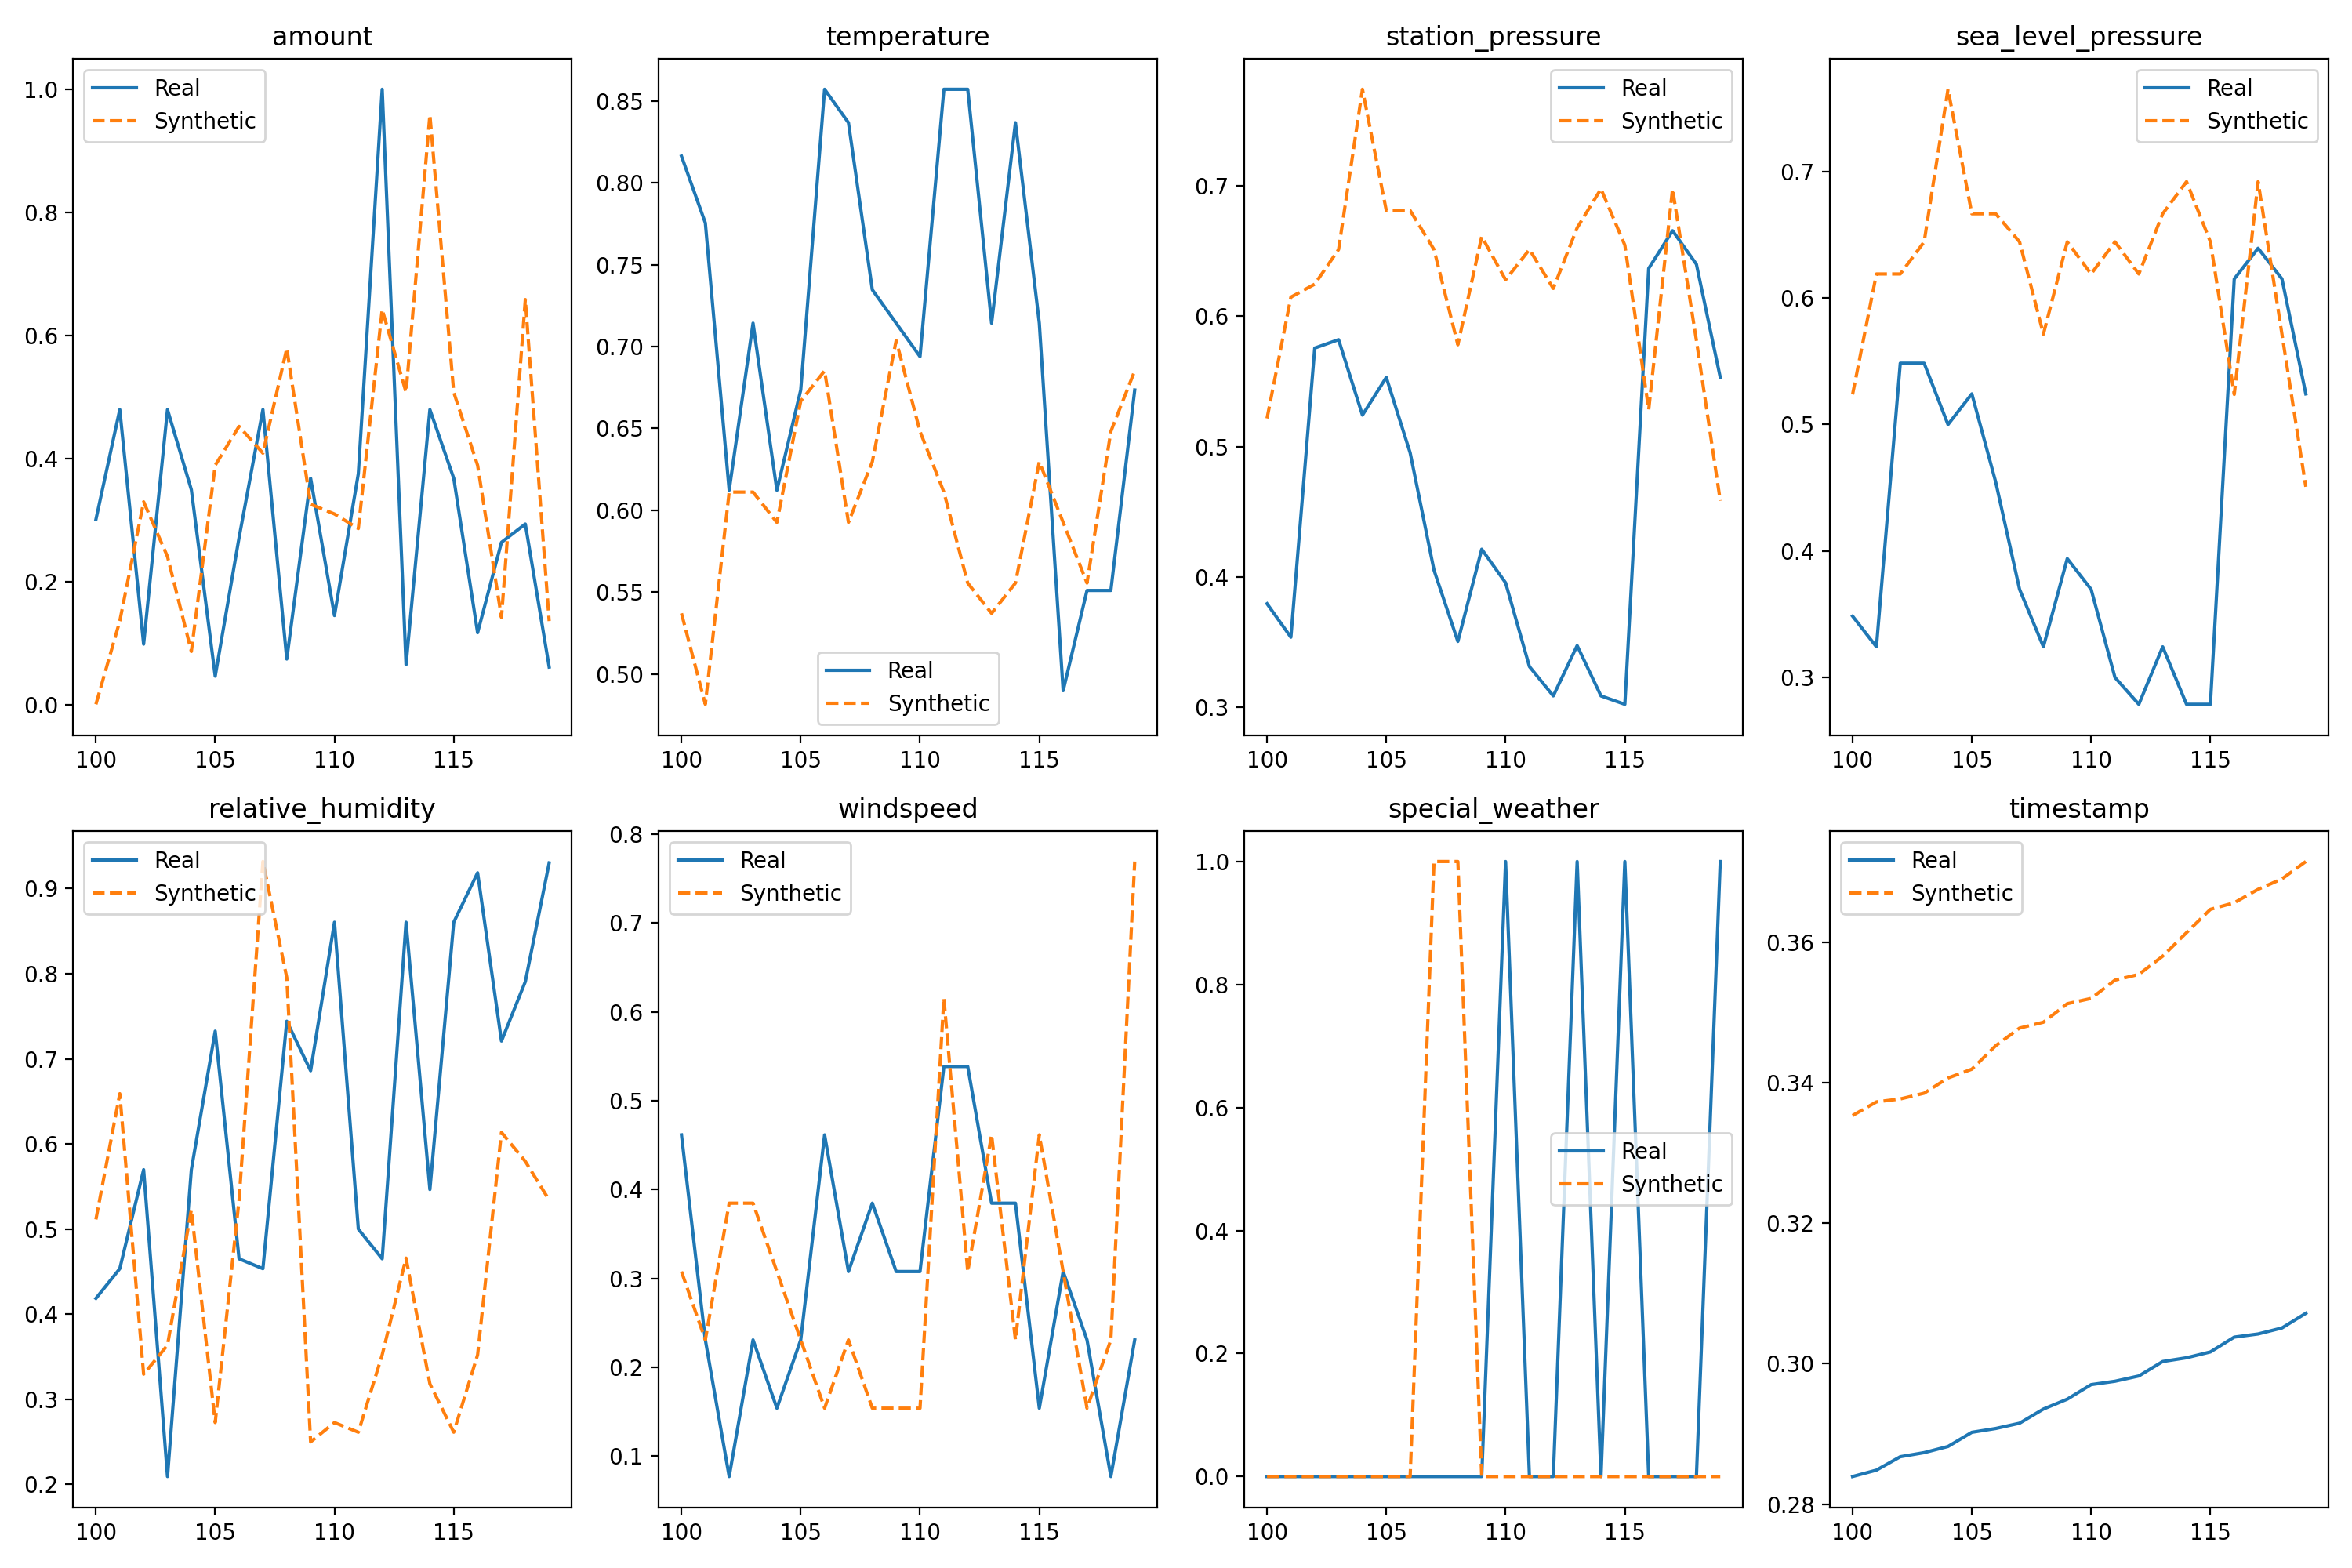 amount
1.0
0.8
0.6
0.4
0.2
0.0
Real
Synthetic
100 105 110 115
temperature
0.85
0.80
0.75
0.70
0.65
0.60
0.55
0.50
Real
Synthetic
100 105 110 115
station_pressure
0.7
0.6
0.5
0.4
0.3
Real
Synthetic
100 105 110 115
sea_level_pressure
0.7
0.6
0.5
0.4
0.3
Real
Synthetic
100 105 110 115
relative_humidity
0.9
0.8
0.7
0.6
0.5
0.4
0.3
0.2
Real
Synthetic
100 105 110 115
windspeed
0.8
0.7
0.6
0.5
0.4
0.3
0.2
0.1
Real
Synthetic
100 105 110 115
special_weather
1.0
0.8
0.6
0.4
0.2
0.0
Real
Synthetic
100 105 110 115
timestamp
0.36
0.34
0.32
0.30
0.28
Real
Synthetic
100 105 110 115